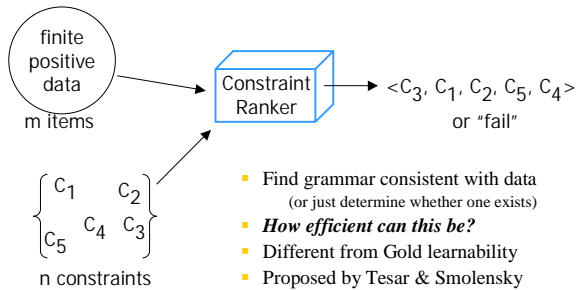 finite
positive
data
m items
Constraint
Ranker
<C3, C1, C2, C5, C4>
or "fail"
{C1 C2
C4 C3
C5}
n constraints
Find grammar consistent with data
(or just determine whether one exists)
How efficient can this be?
Different from Gold learnability
Proposed by Tesar & Smolensky